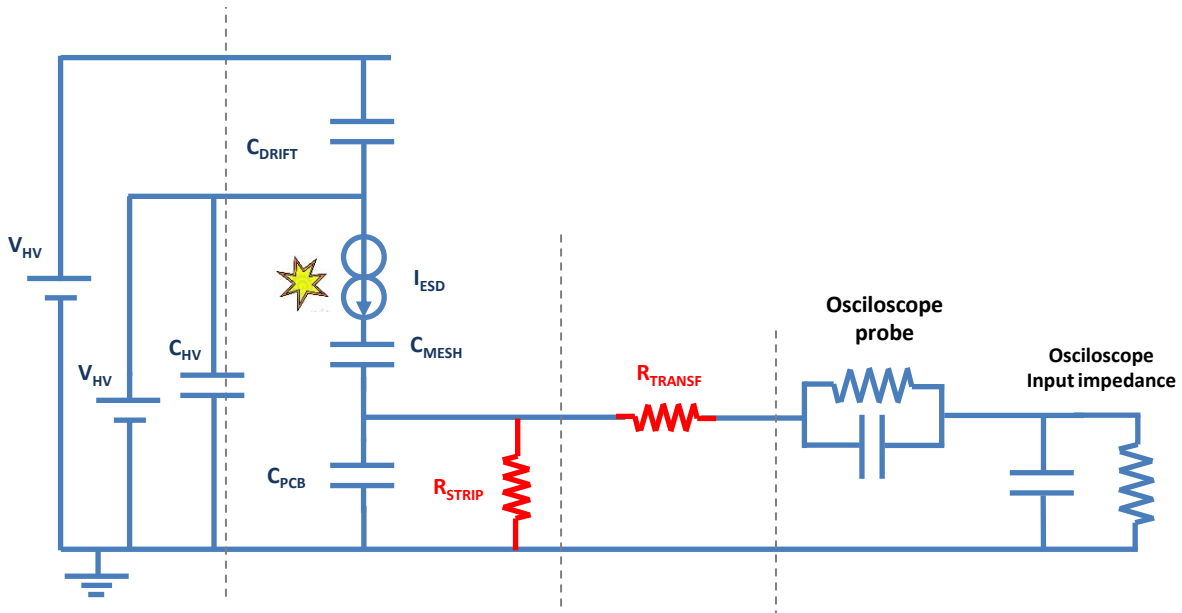 C_DRIFT
V_HV
I_ESD
Osciloscope
probe
C_MESH
C_HV
V_HV
R_TRANSF
Osciloscope
Input impedance
C_PCB
R_STRIP